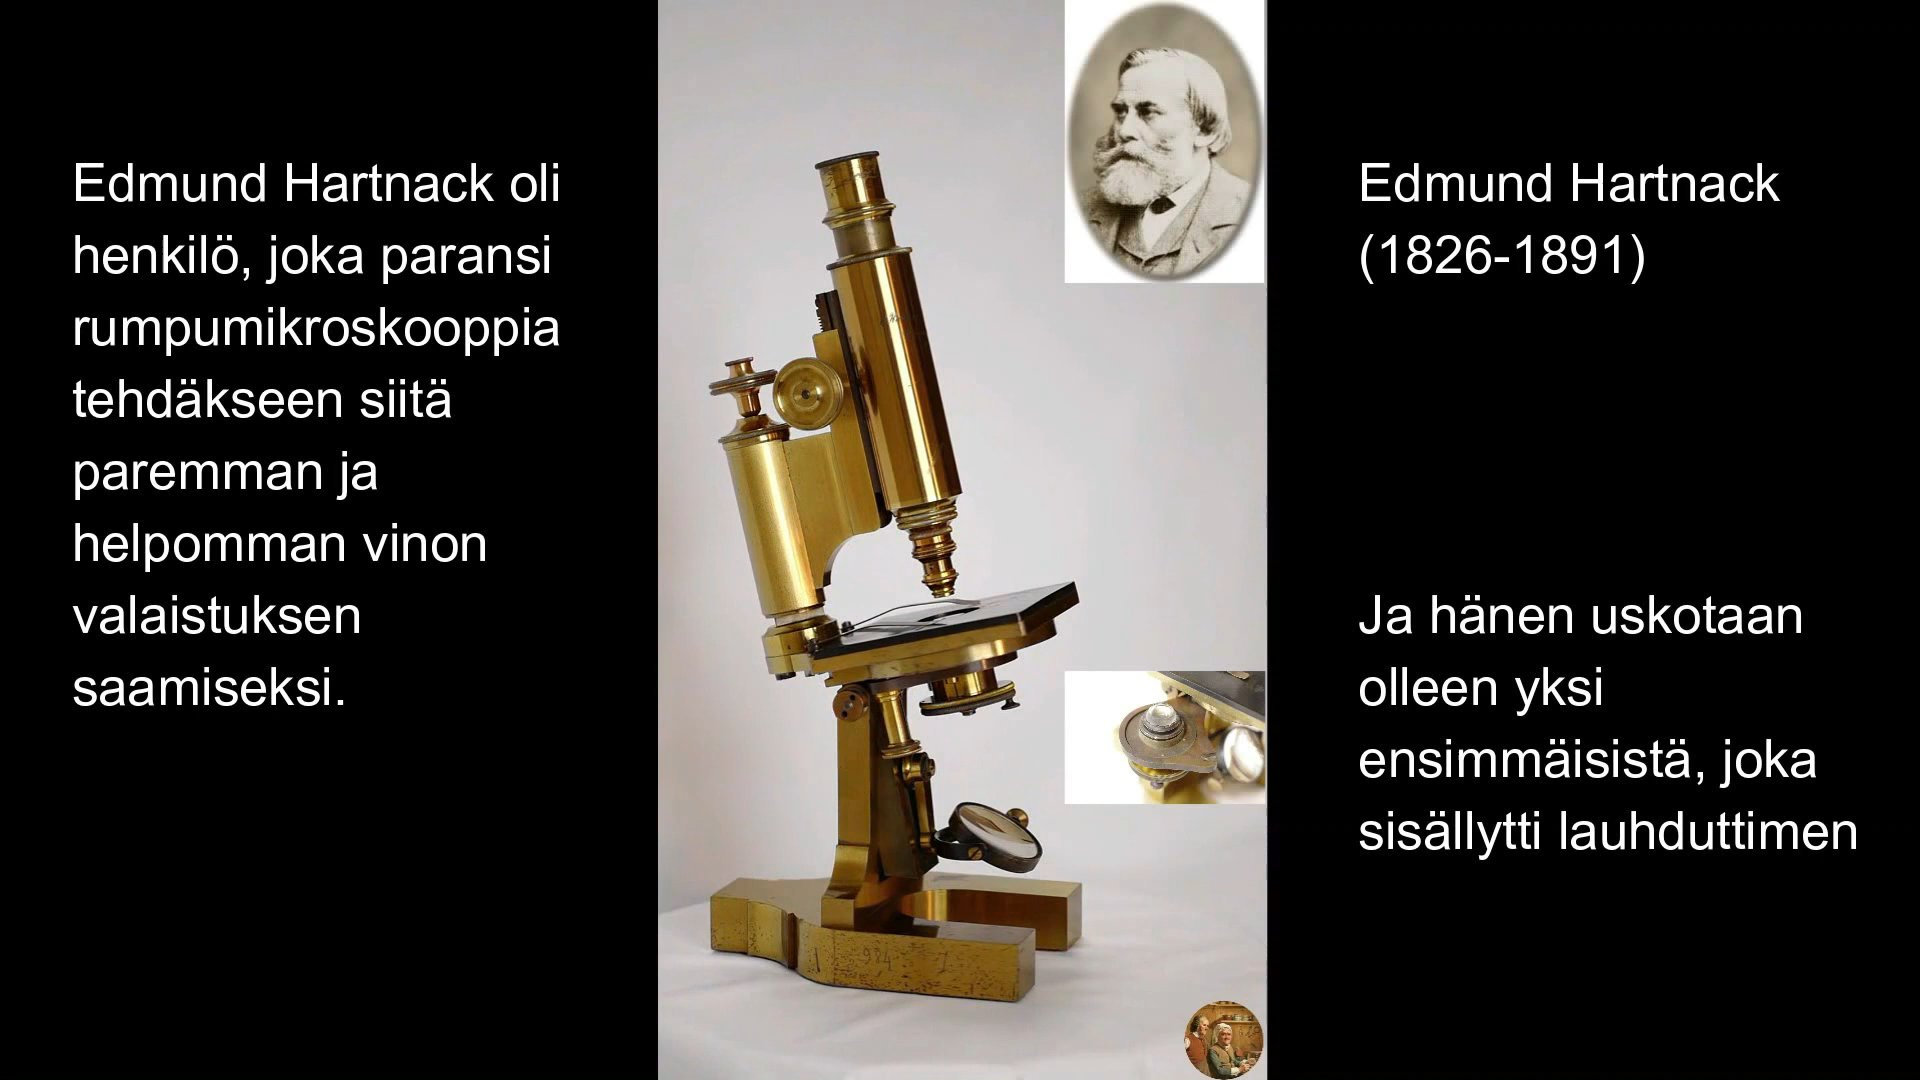 Edmund Hartnack oli
henkilö, joka paransi
rumpumikroskooppia
tehdäkseen siitä
paremman ja
helpomman vinon
valaistuksen
saamiseksi.
Edmund Hartnack
(1826-1891)
Ja hänen uskotaan
olleen yksi
ensimmäisistä, joka
sisällytti lauhduttimen
984